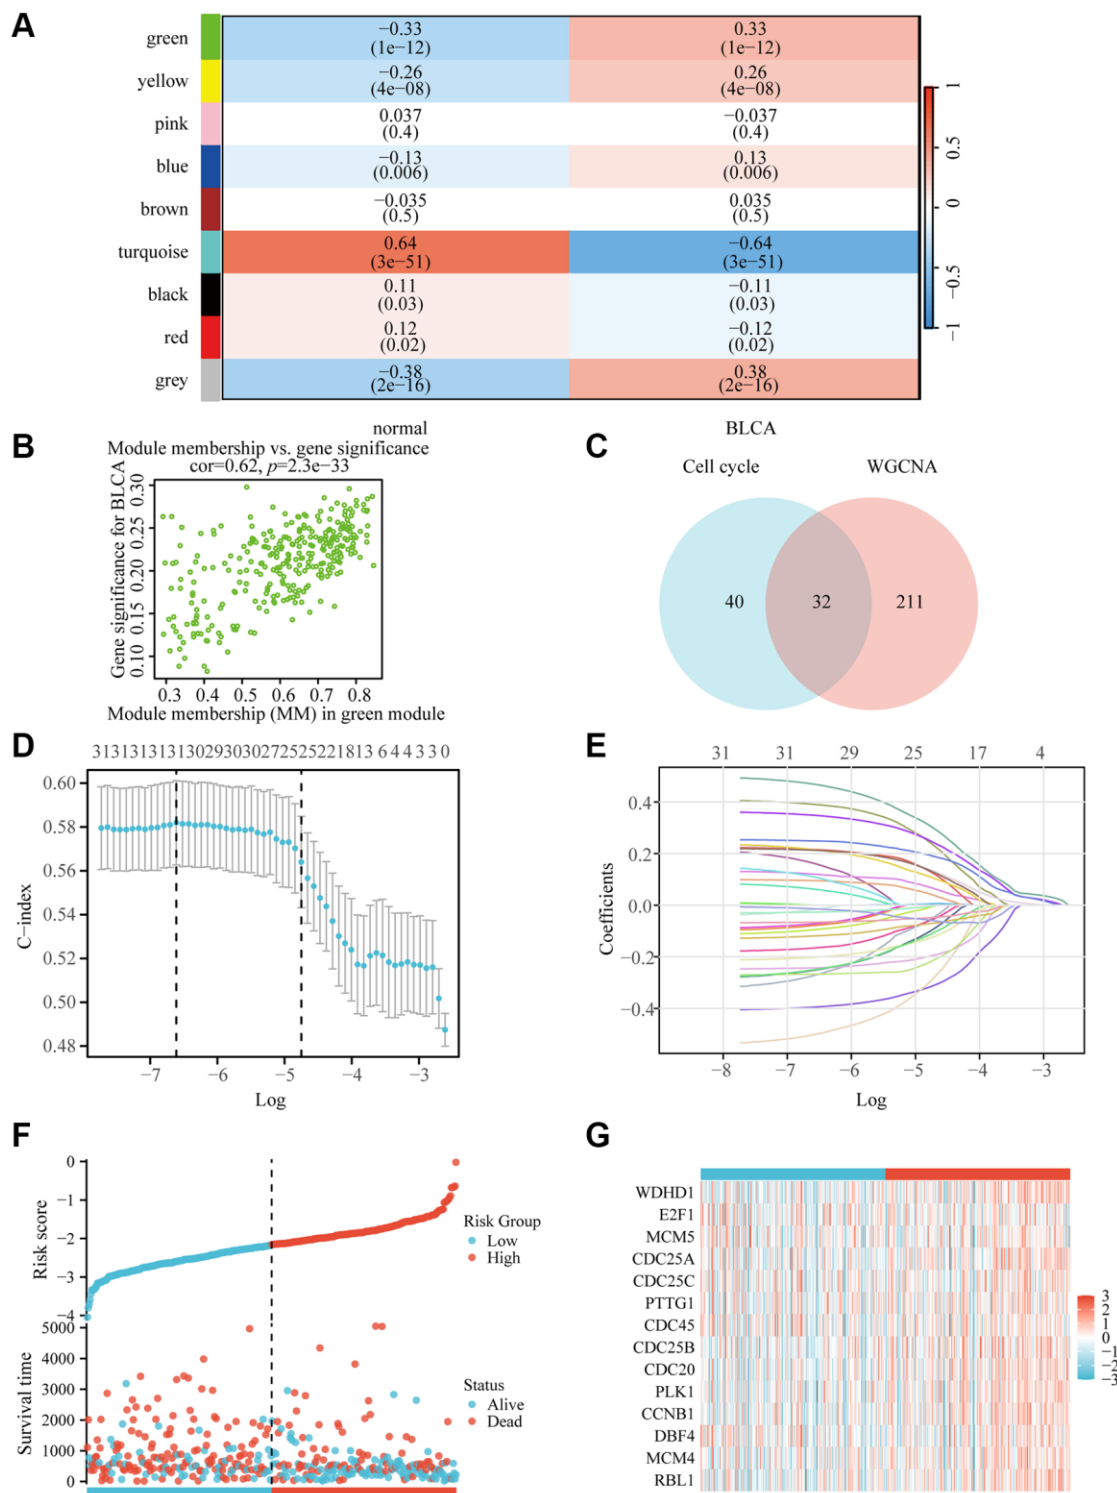 A
green
−0.33
0.33
(1e−12)
(1e−12)
yellow
−0.26
0.26
(4e−08)
(4e−08)
pink
0.037
−0.037
(0.4)
(0.4)
blue
−0.13
0.13
(0.006)
(0.006)
brown
−0.035
0.035
(0.5)
(0.5)
turquoise
0.64
−0.64
(3e−51)
(3e−51)
black
0.11
−0.11
(0.03)
(0.03)
red
0.12
−0.12
(0.02)
(0.02)
grey
−0.38
0.38
(2e−16)
(2e−16)
1
0.5
0
−0.5
−1
normal
BLCA
B
Module membership vs. gene significance
cor=0.62, p=2.3e−33
Gene significance for BLCA
0.30
0.25
0.20
0.15
0.10
0.3 0.4 0.5 0.6 0.7 0.8
Module membership (MM) in green module
C
Cell cycle
WGCNA
40
32
211
D
31313131313130292930302725252218136 4 4 3 3 0
C−index
0.60
0.58
0.56
0.54
0.52
0.50
0.48
−7 −6 −5 −4 −3
Log
E
31 31 29 25 17 4
Coefficients
0.4
0.2
0.0
−0.2
−0.4
−8 −7 −6 −5 −4 −3
Log
F
Risk score
0
−1
−2
−3
−4
Risk Group
Low
High
Survival time
5000
4000
3000
2000
1000
0
Status
Alive
Dead
G
WDHD1
E2F1
MCM5
CDC25A
CDC25C
PTTG1
CDC45
CDC25B
CDC20
PLK1
CCNB1
DBF4
MCM4
RBL1
3
2
1
0
−1
−2
−3